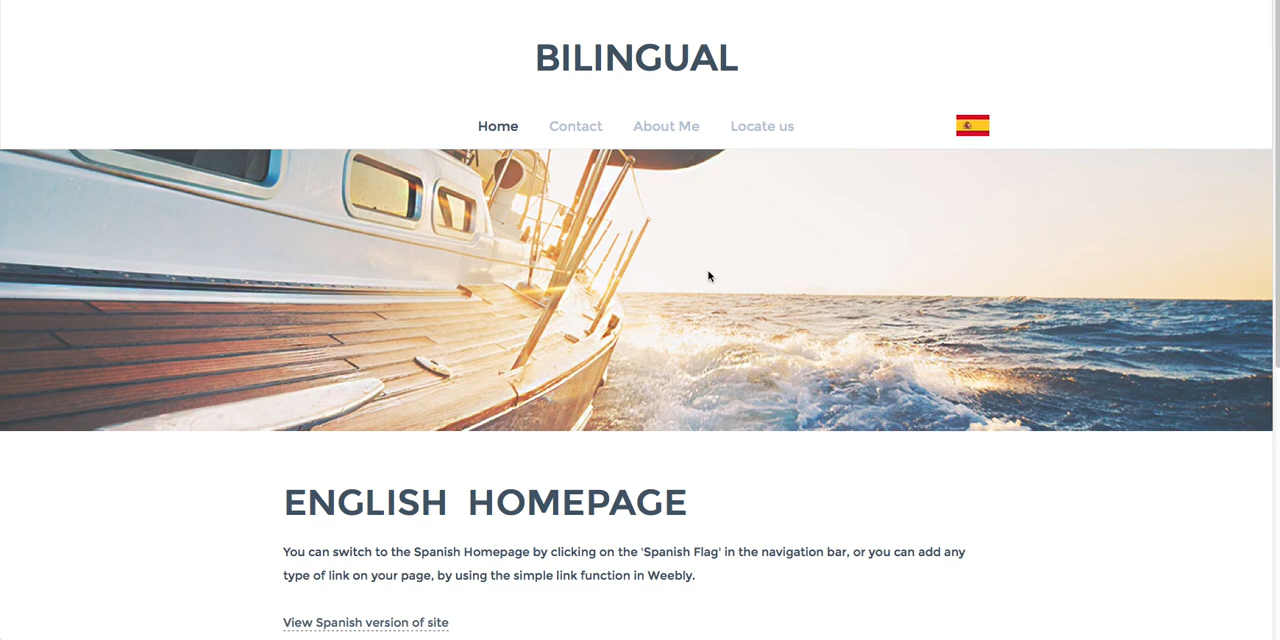 BILINGUAL
Home Contact About Me Locate us
ENGLISH HOMEPAGE
You can switch to the Spanish Homepage by clicking on the 'Spanish Flag' in the navigation bar, or you can add any
type of link on your page, by using the simple link function in Weebly.
View Spanish version of site